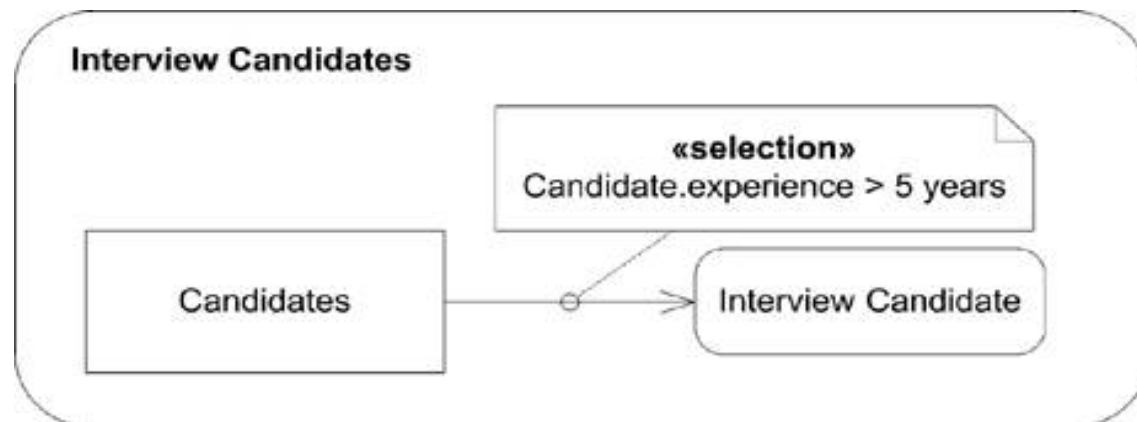 Interview Candidates
«selection»
Candidate.experience > 5 years
Candidates
Interview Candidate